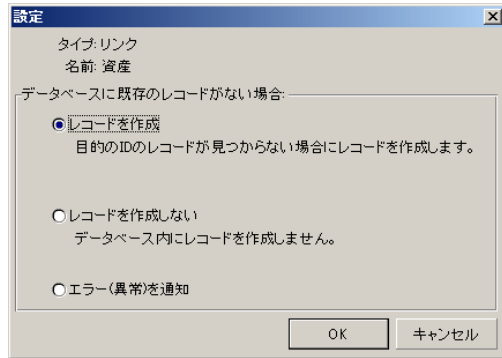 設定
タイプ:リンク
名前: 資産
データベースに既存のレコードがない場合:
レコードを作成
目的のIDのレコードが見つからない場合にレコードを作成します。
レコードを作成しない
データベース内にレコードを作成しません。
エラー(異常)を通知
OK
キャンセル